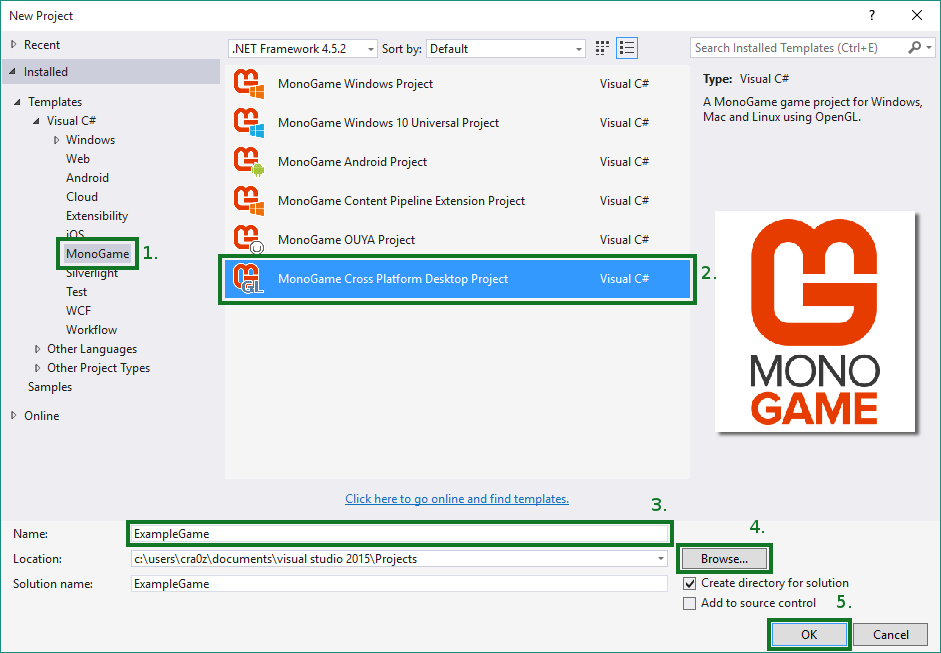 New Project
?
Recent
.NET Framework 4.5.2
Sort by:
Default
Search Installed Templates (Ctrl+E)
Installed
Templates
Visual C#
Windows
Web
Android
Cloud
Extensibility
iOS
MonoGame
1.
Silverlight
Test
WCF
Workflow
Other Languages
Other Project Types
Samples
Online
MonoGame Windows Project Visual C#
MonoGame Windows 10 Universal Project Visual C#
MonoGame Android Project Visual C#
MonoGame Content Pipeline Extension Project Visual C#
MonoGame OUYA Project Visual C#
GL MonoGame Cross Platform Desktop Project Visual C#
2.
Click here to go online and find templates.
Type: Visual C#
A MonoGame game project for Windows,
Mac and Linux using OpenGL.
MONO
GAME
3.
Name: ExampleGame
4.
Location: c:\users\cra0z\documents\visual studio 2015\Projects
Browse...
Solution name: ExampleGame
Create directory for solution
Add to source control
5.
OK
Cancel